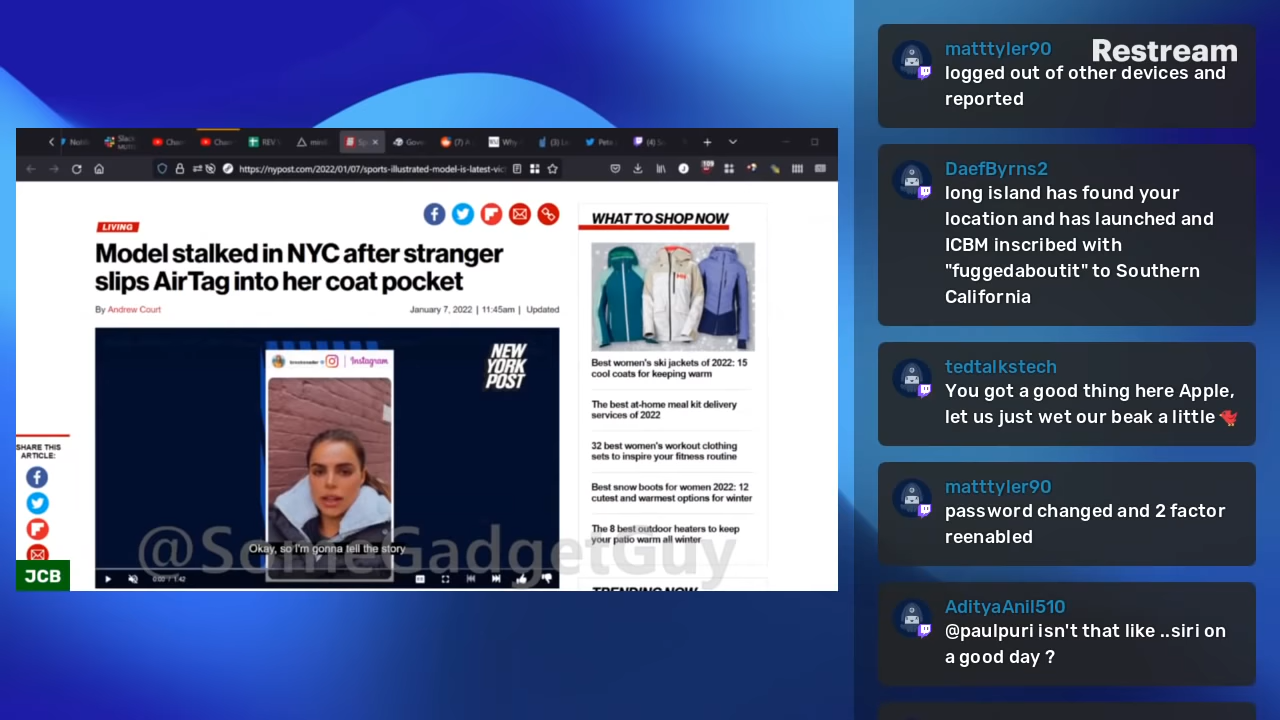 Slack
https://nypost.com/2022/01/07/sports-illustrated-model-is-latest-vic
LIVING
Model stalked in NYC after stranger
slips AirTag into her coat pocket
By Andrew Court
January 7, 2022 | 11:45am | Updated
Instagram
NEW
YORK
POST
Okay, so I'm gonna tell the story
0:00 / 1:42
SHARE THIS
ARTICLE:
JCB
@SomeGadgetGuy
WHAT TO SHOP NOW
Best women's ski jackets of 2022: 15
cool coats for keeping warm
The best at-home meal kit delivery
services of 2022
32 best women's workout clothing
sets to inspire your fitness routine
Best snow boots for women 2022: 12
cutest and warmest options for winter
The 8 best outdoor heaters to keep
your patio warm all winter
TRENDING NOW
Restream
matttyler90
logged out of other devices and
reported
DaefByrns2
long island has found your
location and has launched and
ICBM inscribed with
"fuggedaboutit" to Southern
California
tedtalkstech
You got a good thing here Apple,
let us just wet our beak a little
matttyler90
password changed and 2 factor
reenabled
AdityaAnil510
@paulpuri isn't that like ..siri on
a good day ?